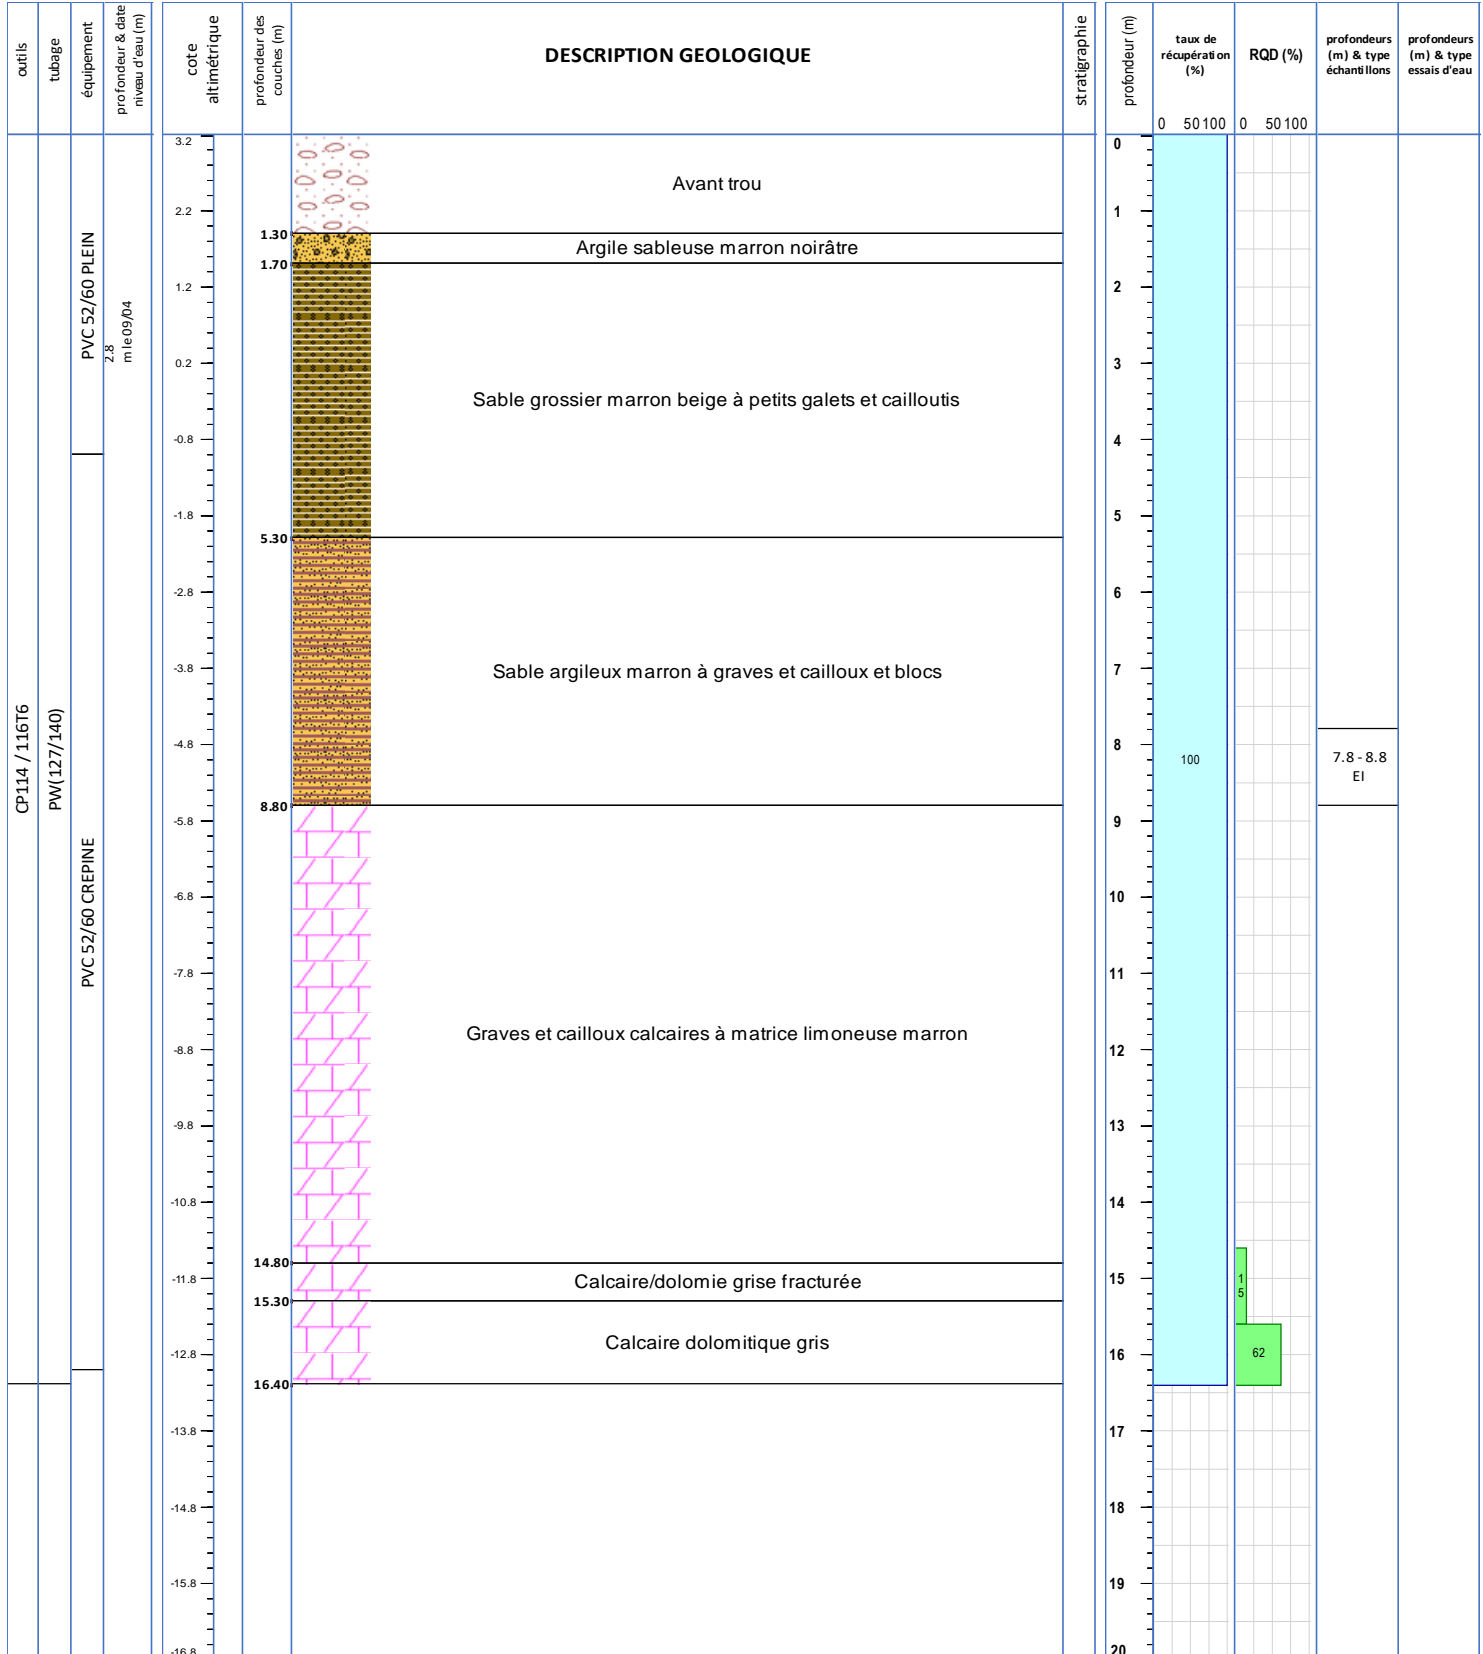 outils
tubage
équipement
profondeur & date
niveau d'eau (m)
cote
altimétrique
profondeur des
couches (m)
DESCRIPTION GEOLOGIQUE
stratigraphie
profondeur (m)
taux de
récupération
(%)
RQD (%)
profondeurs
(m) & type
échantillons
profondeurs
(m) & type
essais d'eau
0 50 100
0 50 100
CP114 / 116T6
PW(127/140)
PVC 52/60 PLEIN
PVC 52/60 CREPINE
2.8
m le 09/04
3.2
2.2
1.2
0.2
-0.8
-1.8
-2.8
-3.8
-4.8
-5.8
-6.8
-7.8
-8.8
-9.8
-10.8
-11.8
-12.8
-13.8
-14.8
-15.8
-16.8
1.30
1.70
5.30
8.80
14.80
15.30
16.40
Avant trou
Argile sableuse marron noirâtre
Sable grossier marron beige à petits galets et cailloutis
Sable argileux marron à graves et cailloux et blocs
Graves et cailloux calcaires à matrice limoneuse marron
Calcaire/dolomie grise fracturée
Calcaire dolomitique gris
0
1
2
3
4
5
6
7
8
9
10
11
12
13
14
15
16
17
18
19
20
100
1
5
62
7.8 - 8.8
EI